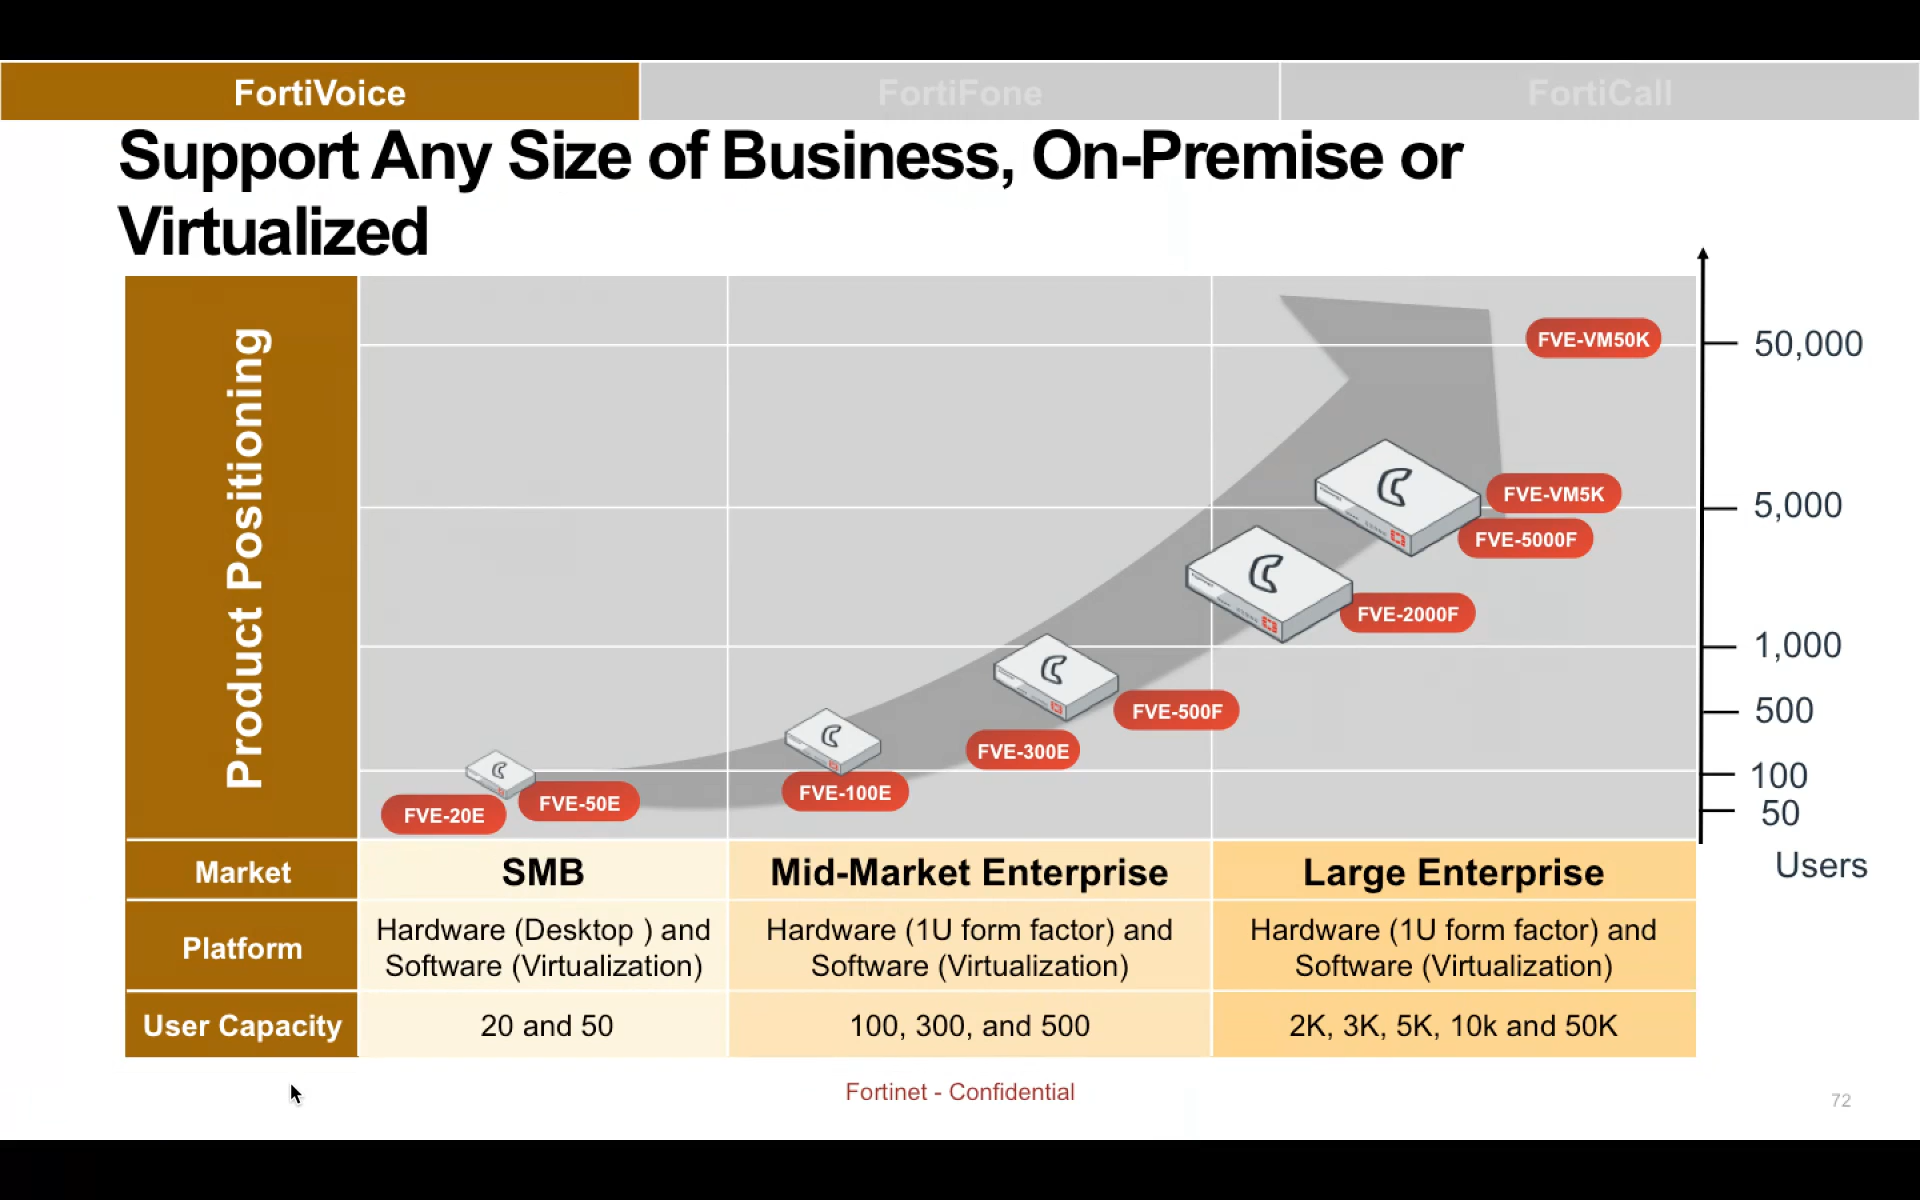 FortiVoice
FortiFone
FortiCall
Support Any Size of Business, On-Premise or
Virtualized
Product Positioning
FVE-VM50K
50,000
FVE-VM5K
5,000
FVE-5000F
FVE-2000F
1,000
FVE-500F
500
FVE-300E
FVE-100E
100
FVE-50E
FVE-20E
50
Users
Market
SMB
Mid-Market Enterprise
Large Enterprise
Platform
Hardware (Desktop ) and
Software (Virtualization)
Hardware (1U form factor) and
Software (Virtualization)
Hardware (1U form factor) and
Software (Virtualization)
User Capacity
20 and 50
100, 300, and 500
2K, 3K, 5K, 10k and 50K
Fortinet - Confidential
72